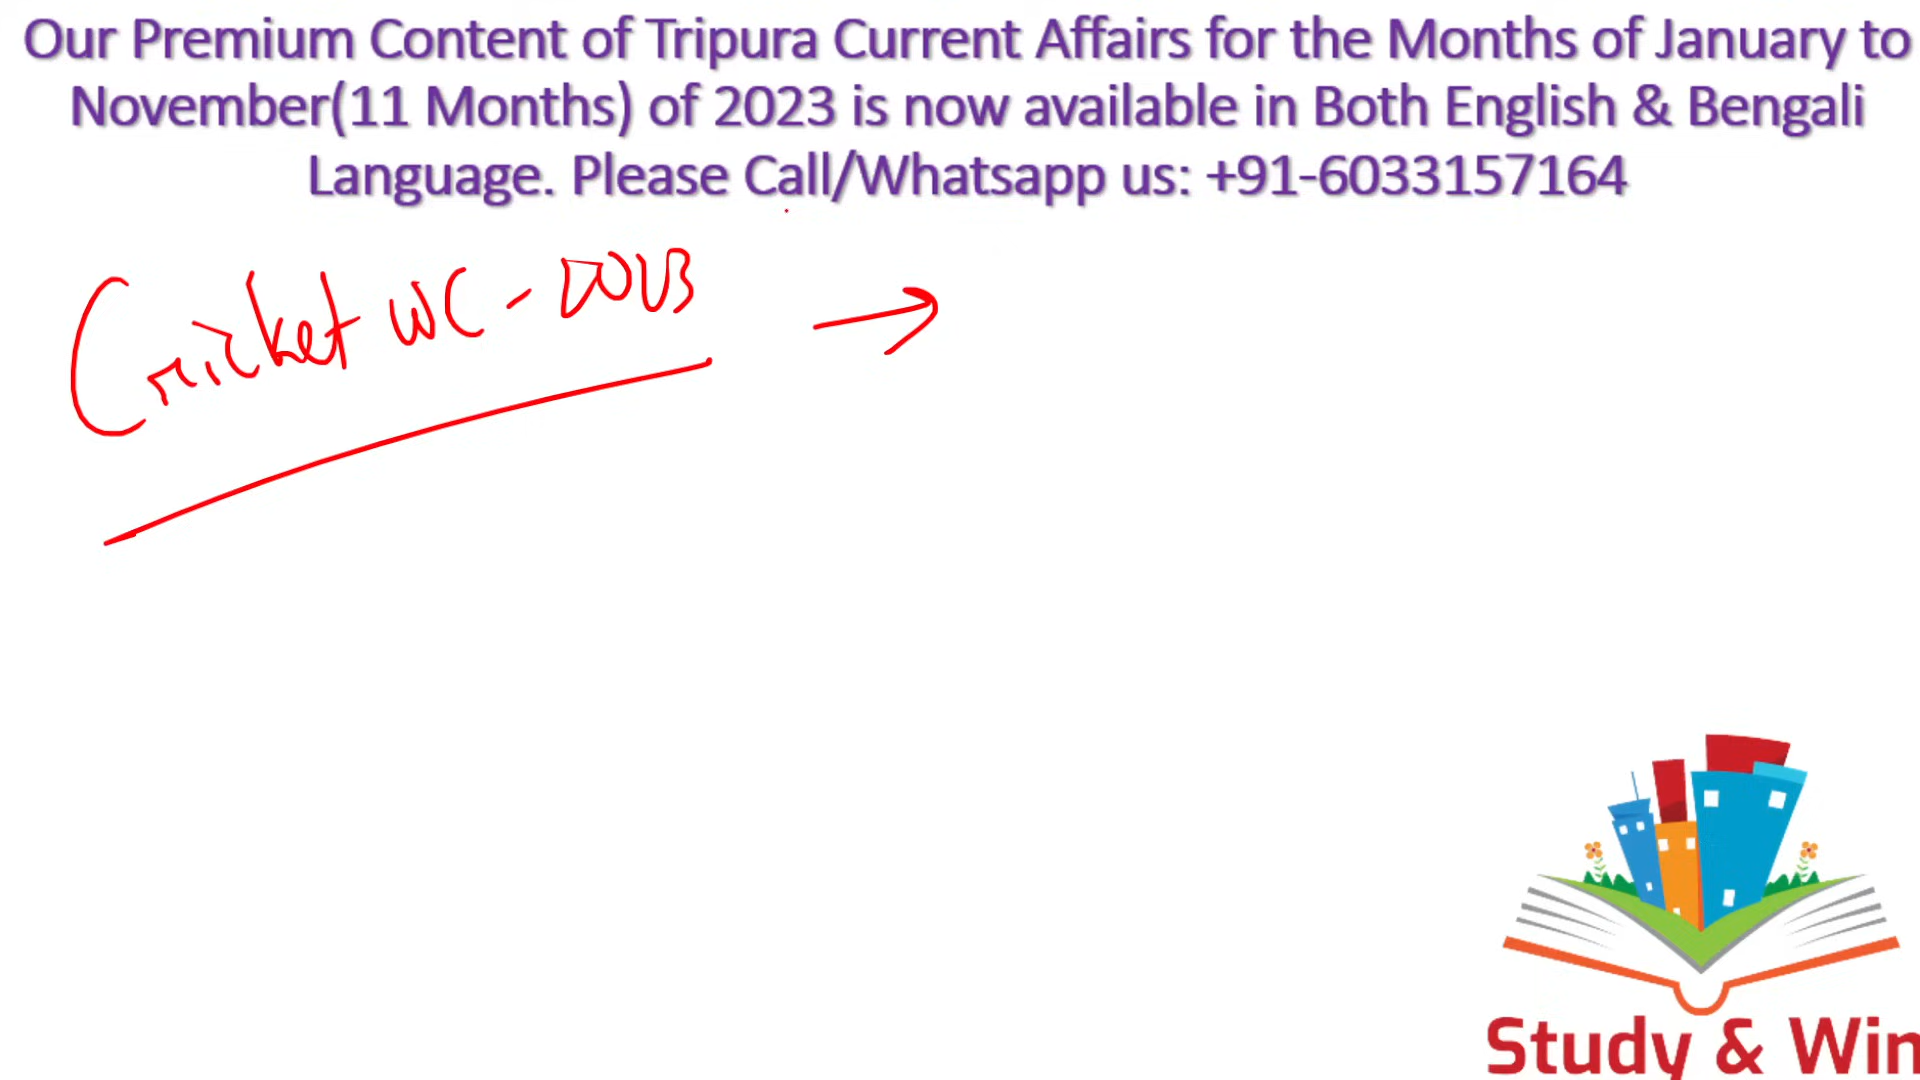 Our Premium Content of Tripura Current Affairs for the Months of January to
November(11 Months) of 2023 is now available in Both English & Bengali
Language. Please Call/Whatsapp us: +91-6033157164
Cricket WC - 2023
Study & Win